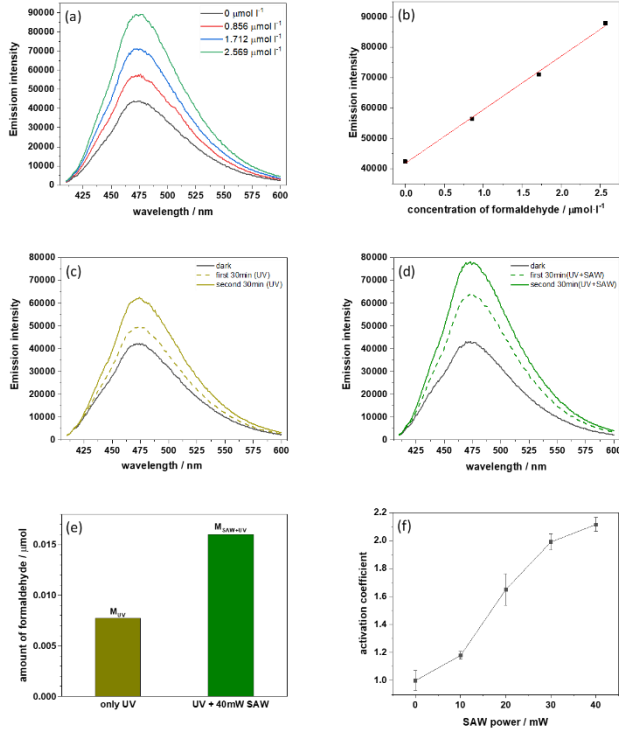 (a)
0 μmol l⁻¹
0.856 μmol l⁻¹
1.712 μmol l⁻¹
2.569 μmol l⁻¹
90000
80000
70000
60000
50000
40000
30000
20000
10000
0
Emission intensity
425 450 475 500 525 550 575 600
wavelength / nm
(b)
90000
80000
70000
60000
50000
40000
Emission intensity
0.0 0.5 1.0 1.5 2.0 2.5
concentration of formaldehyde / μmol·l⁻¹
(c)
dark
first 30min (UV)
second 30min (UV)
80000
70000
60000
50000
40000
30000
20000
10000
0
Emission intensity
425 450 475 500 525 550 575 600
wavelength / nm
(d)
dark
first 30min(UV+SAW)
second 30min(UV+SAW)
80000
70000
60000
50000
40000
30000
20000
10000
0
Emission intensity
425 450 475 500 525 550 575 600
wavelength / nm
(e)
M_UV
M_SAW+UV
0.015
0.010
0.005
0.000
amount of formaldehyde / μmol
only UV UV + 40mW SAW
(f)
2.2
2.0
1.8
1.6
1.4
1.2
1.0
activation coefficient
0 10 20 30 40
SAW power / mW